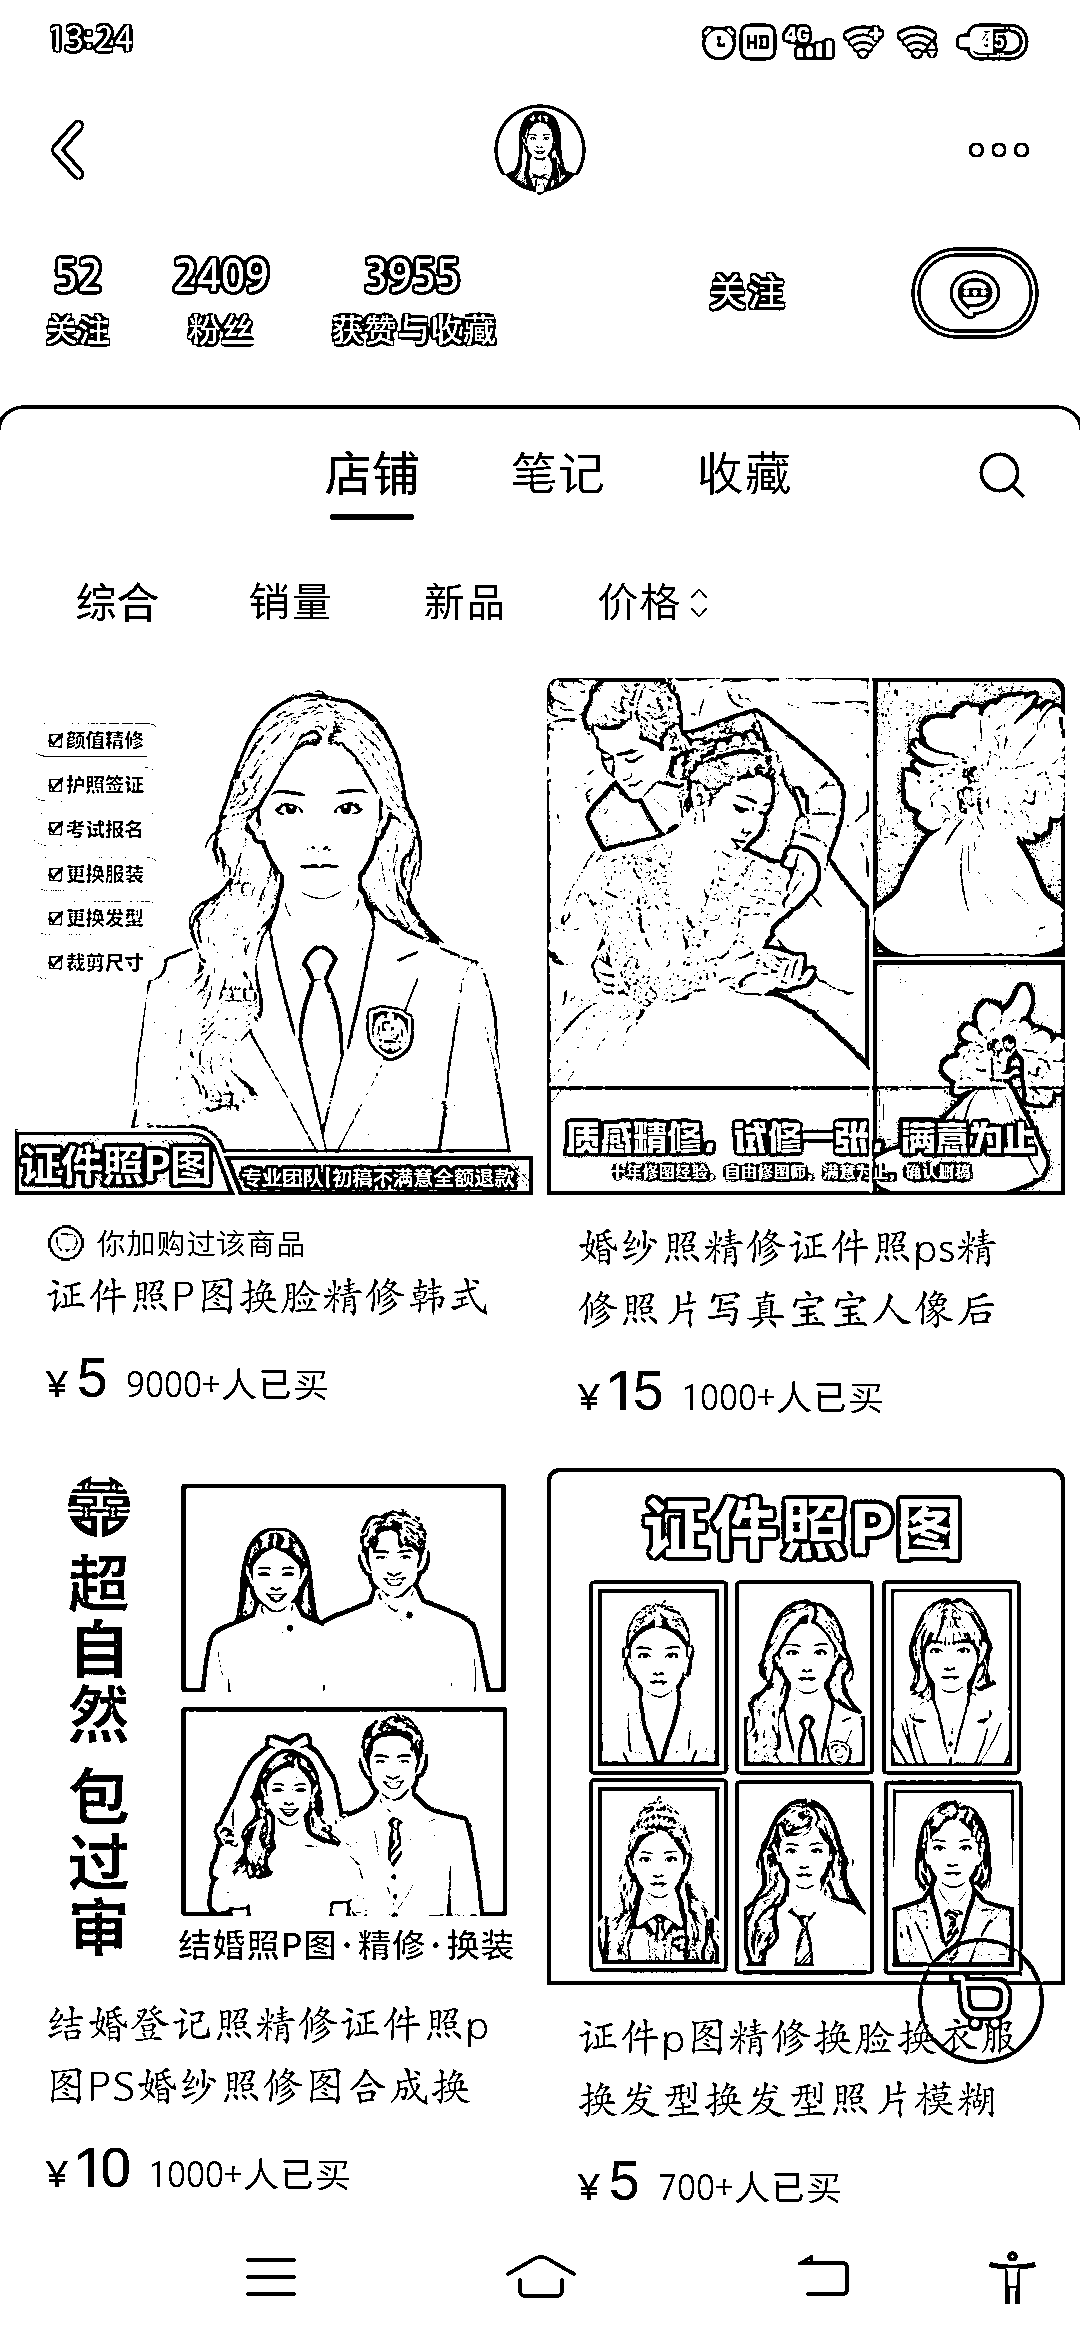 13:24
HD 4G 45
52 2409 3955
关注 粉丝 获赞与收藏
关注
店铺 笔记 收藏
综合 销量 新品 价格
颜值精修
护照签证
考试报名
更换服装
更换发型
裁剪尺寸
证件照P图
专业团队|初稿不满意全额退款
质感精修，试修一张，满意为止
十年修图经验，自由修图师，满意为止，确认融稿
你加购过该商品
证件照P图换脸精修韩式
¥5 9000+人已买
婚纱照精修证件照ps精
修照片写真宝宝人像后
¥15 1000+人已买
囍
超自然 包过审
结婚照P图·精修·换装
结婚登记照精修证件照p
图PS婚纱照修图合成换
¥10 1000+人已买
证件照P图
证件p图精修换脸换衣服
换发型换发型照片模糊
¥5 700+人已买